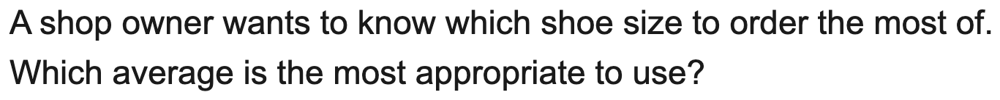 A shop owner wants to know which shoe size to order the most of.
Which average is the most appropriate to use?